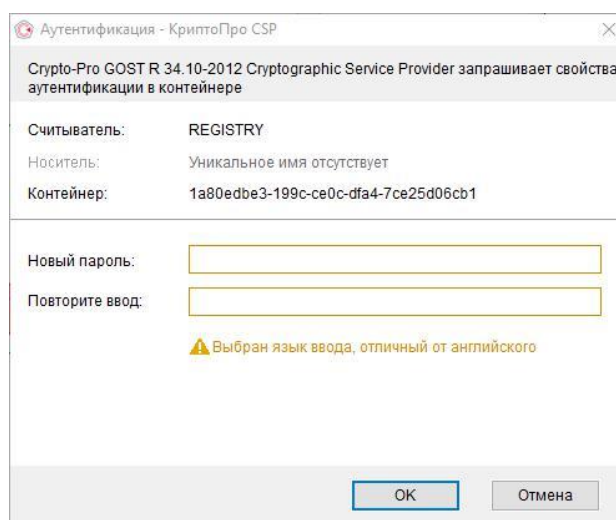 Аутентификация - КриптоПро CSP
Crypto-Pro GOST R 34.10-2012 Cryptographic Service Provider запрашивает свойства
аутентификации в контейнере
Считыватель: REGISTRY
Носитель: Уникальное имя отсутствует
Контейнер: 1a80edbe3-199c-ce0c-dfa4-7ce25d06cb1
Новый пароль:
Повторите ввод:
Выбран язык ввода, отличный от английского
OK Отмена